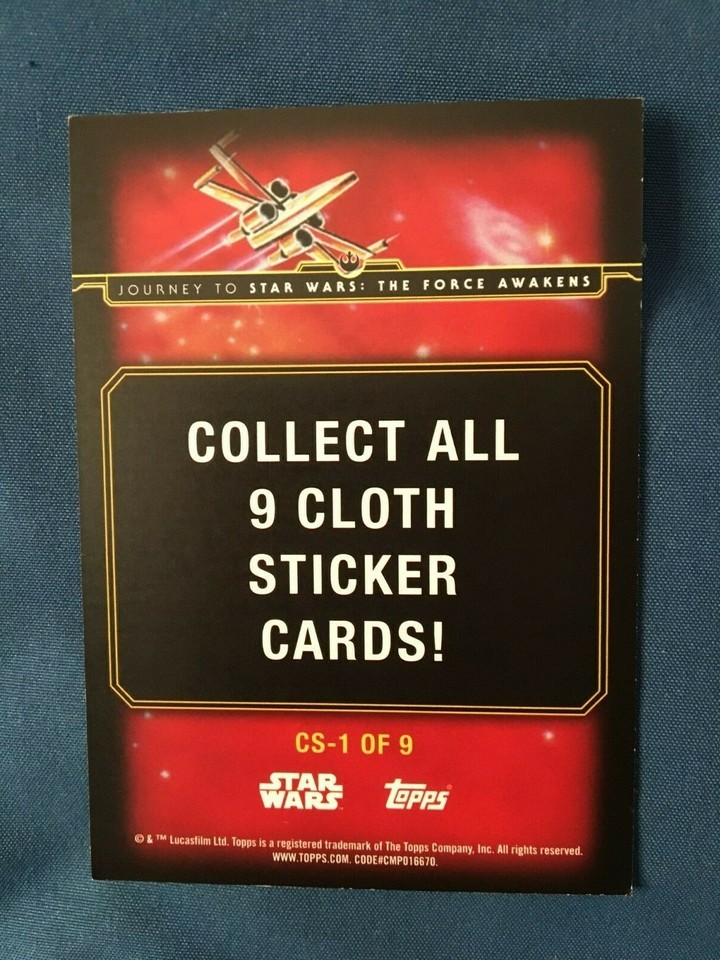 JOURNEY TO STAR WARS: THE FORCE AWAKENS
COLLECT ALL
9 CLOTH
STICKER
CARDS!
CS-1 OF 9
STAR WARS topps®
© & ™ Lucasfilm Ltd. Topps is a registered trademark of The Topps Company, Inc. All rights reserved.
WWW.TOPPS.COM. CODE#CMP016670.